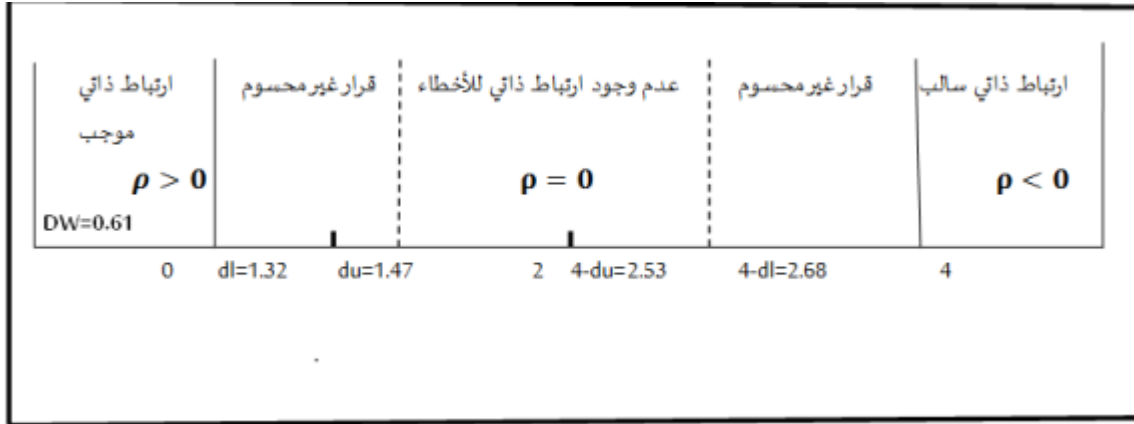 ارتباط ذاتي
موجب
ρ > 0
DW=0.61
قرار غير محسوم
عدم وجود ارتباط ذاتي للأخطاء
ρ = 0
قرار غير محسوم
ارتباط ذاتي سالب
ρ < 0
0 dl=1.32 du=1.47 2 4-du=2.53 4-dl=2.68 4